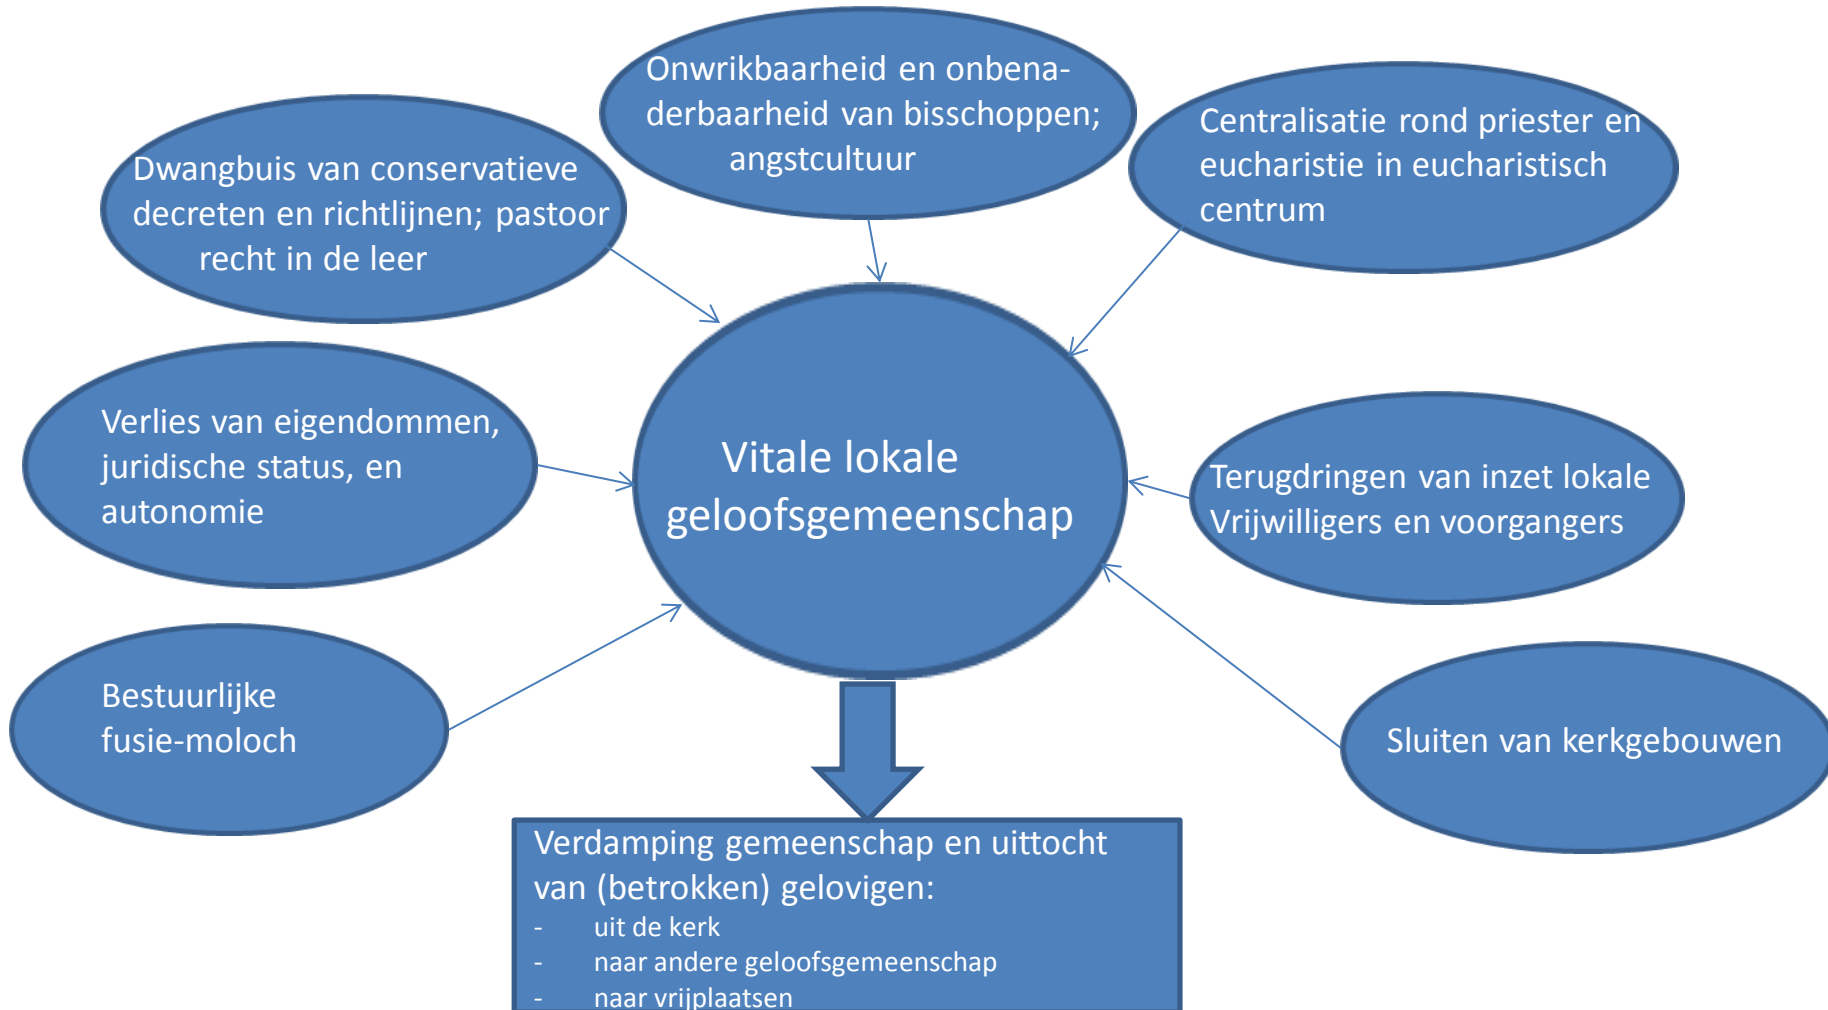 Onwrikbaarheid en onbena-
derbaarheid van bisschoppen;
angstcultuur
Dwangbuis van conservatieve
decreten en richtlijnen; pastoor
recht in de leer
Centralisatie rond priester en
eucharistie in eucharistisch
centrum
Verlies van eigendommen,
juridische status, en
autonomie
Vitale lokale
geloofsgemeenschap
Terugdringen van inzet lokale
Vrijwilligers en voorgangers
Bestuurlijke
fusie-moloch
Sluiten van kerkgebouwen
Verdamping gemeenschap en uittocht
van (betrokken) gelovigen:
- uit de kerk
- naar andere geloofsgemeenschap
- naar vrijplaatsen